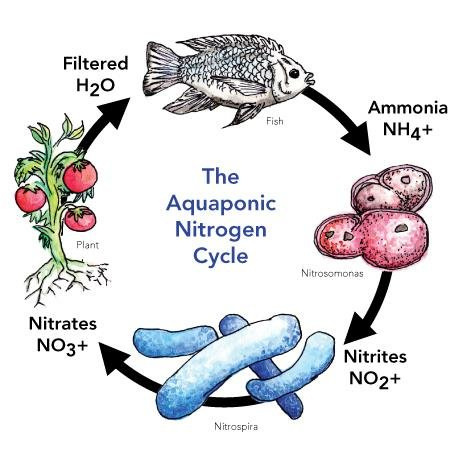 The
Aquaponic
Nitrogen
Cycle
Filtered
H2O
Fish
Ammonia
NH4+
Nitrosomonas
Nitrites
NO2+
Nitrospira
Nitrates
NO3+
Plant